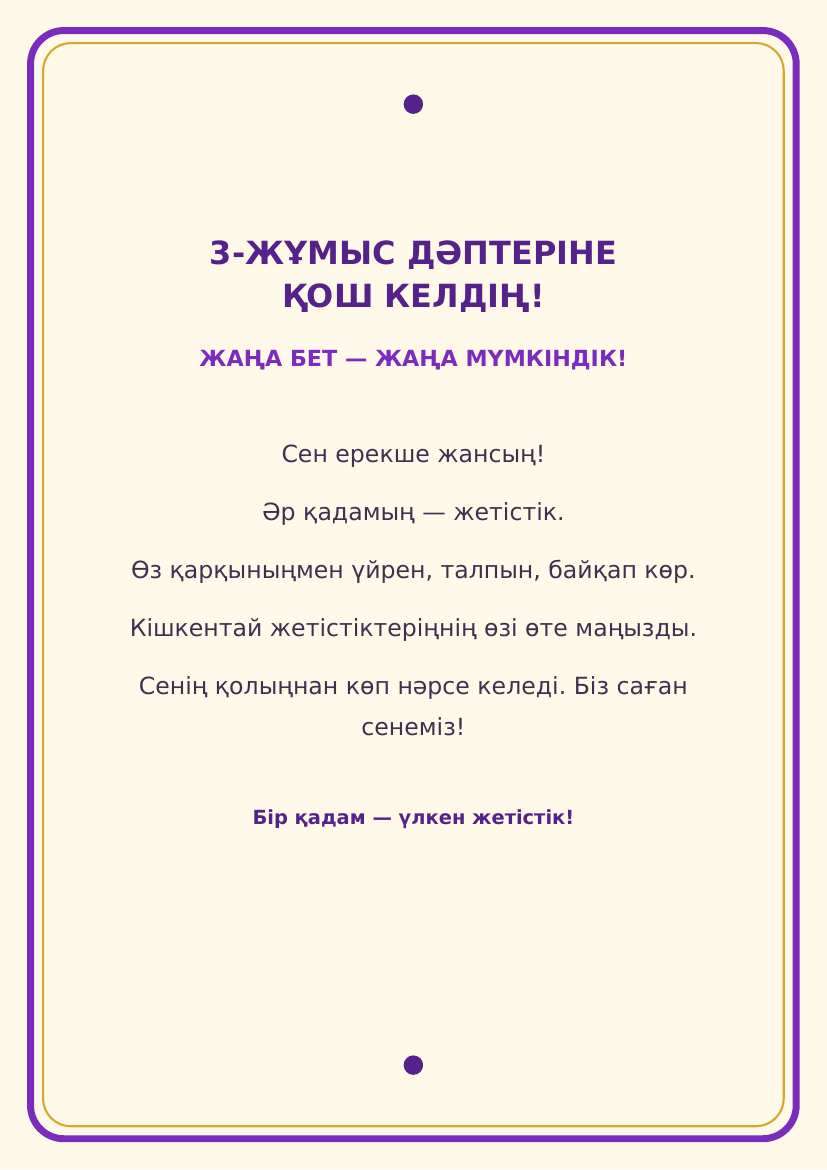 3-ЖҰМЫС ДӘПТЕРІНЕ
ҚОШ КЕЛДІҢ!
ЖАҢА БЕТ — ЖАҢА МҮМКІНДІК!
Сен ерекше жансың!
Әр қадамың — жетістік.
Өз қарқыныңмен үйрен, талпын, байқап көр.
Кішкентай жетістіктеріңнің өзі өте маңызды.
Сенің қолыңнан көп нәрсе келеді. Біз саған
сенеміз!
Бір қадам — үлкен жетістік!